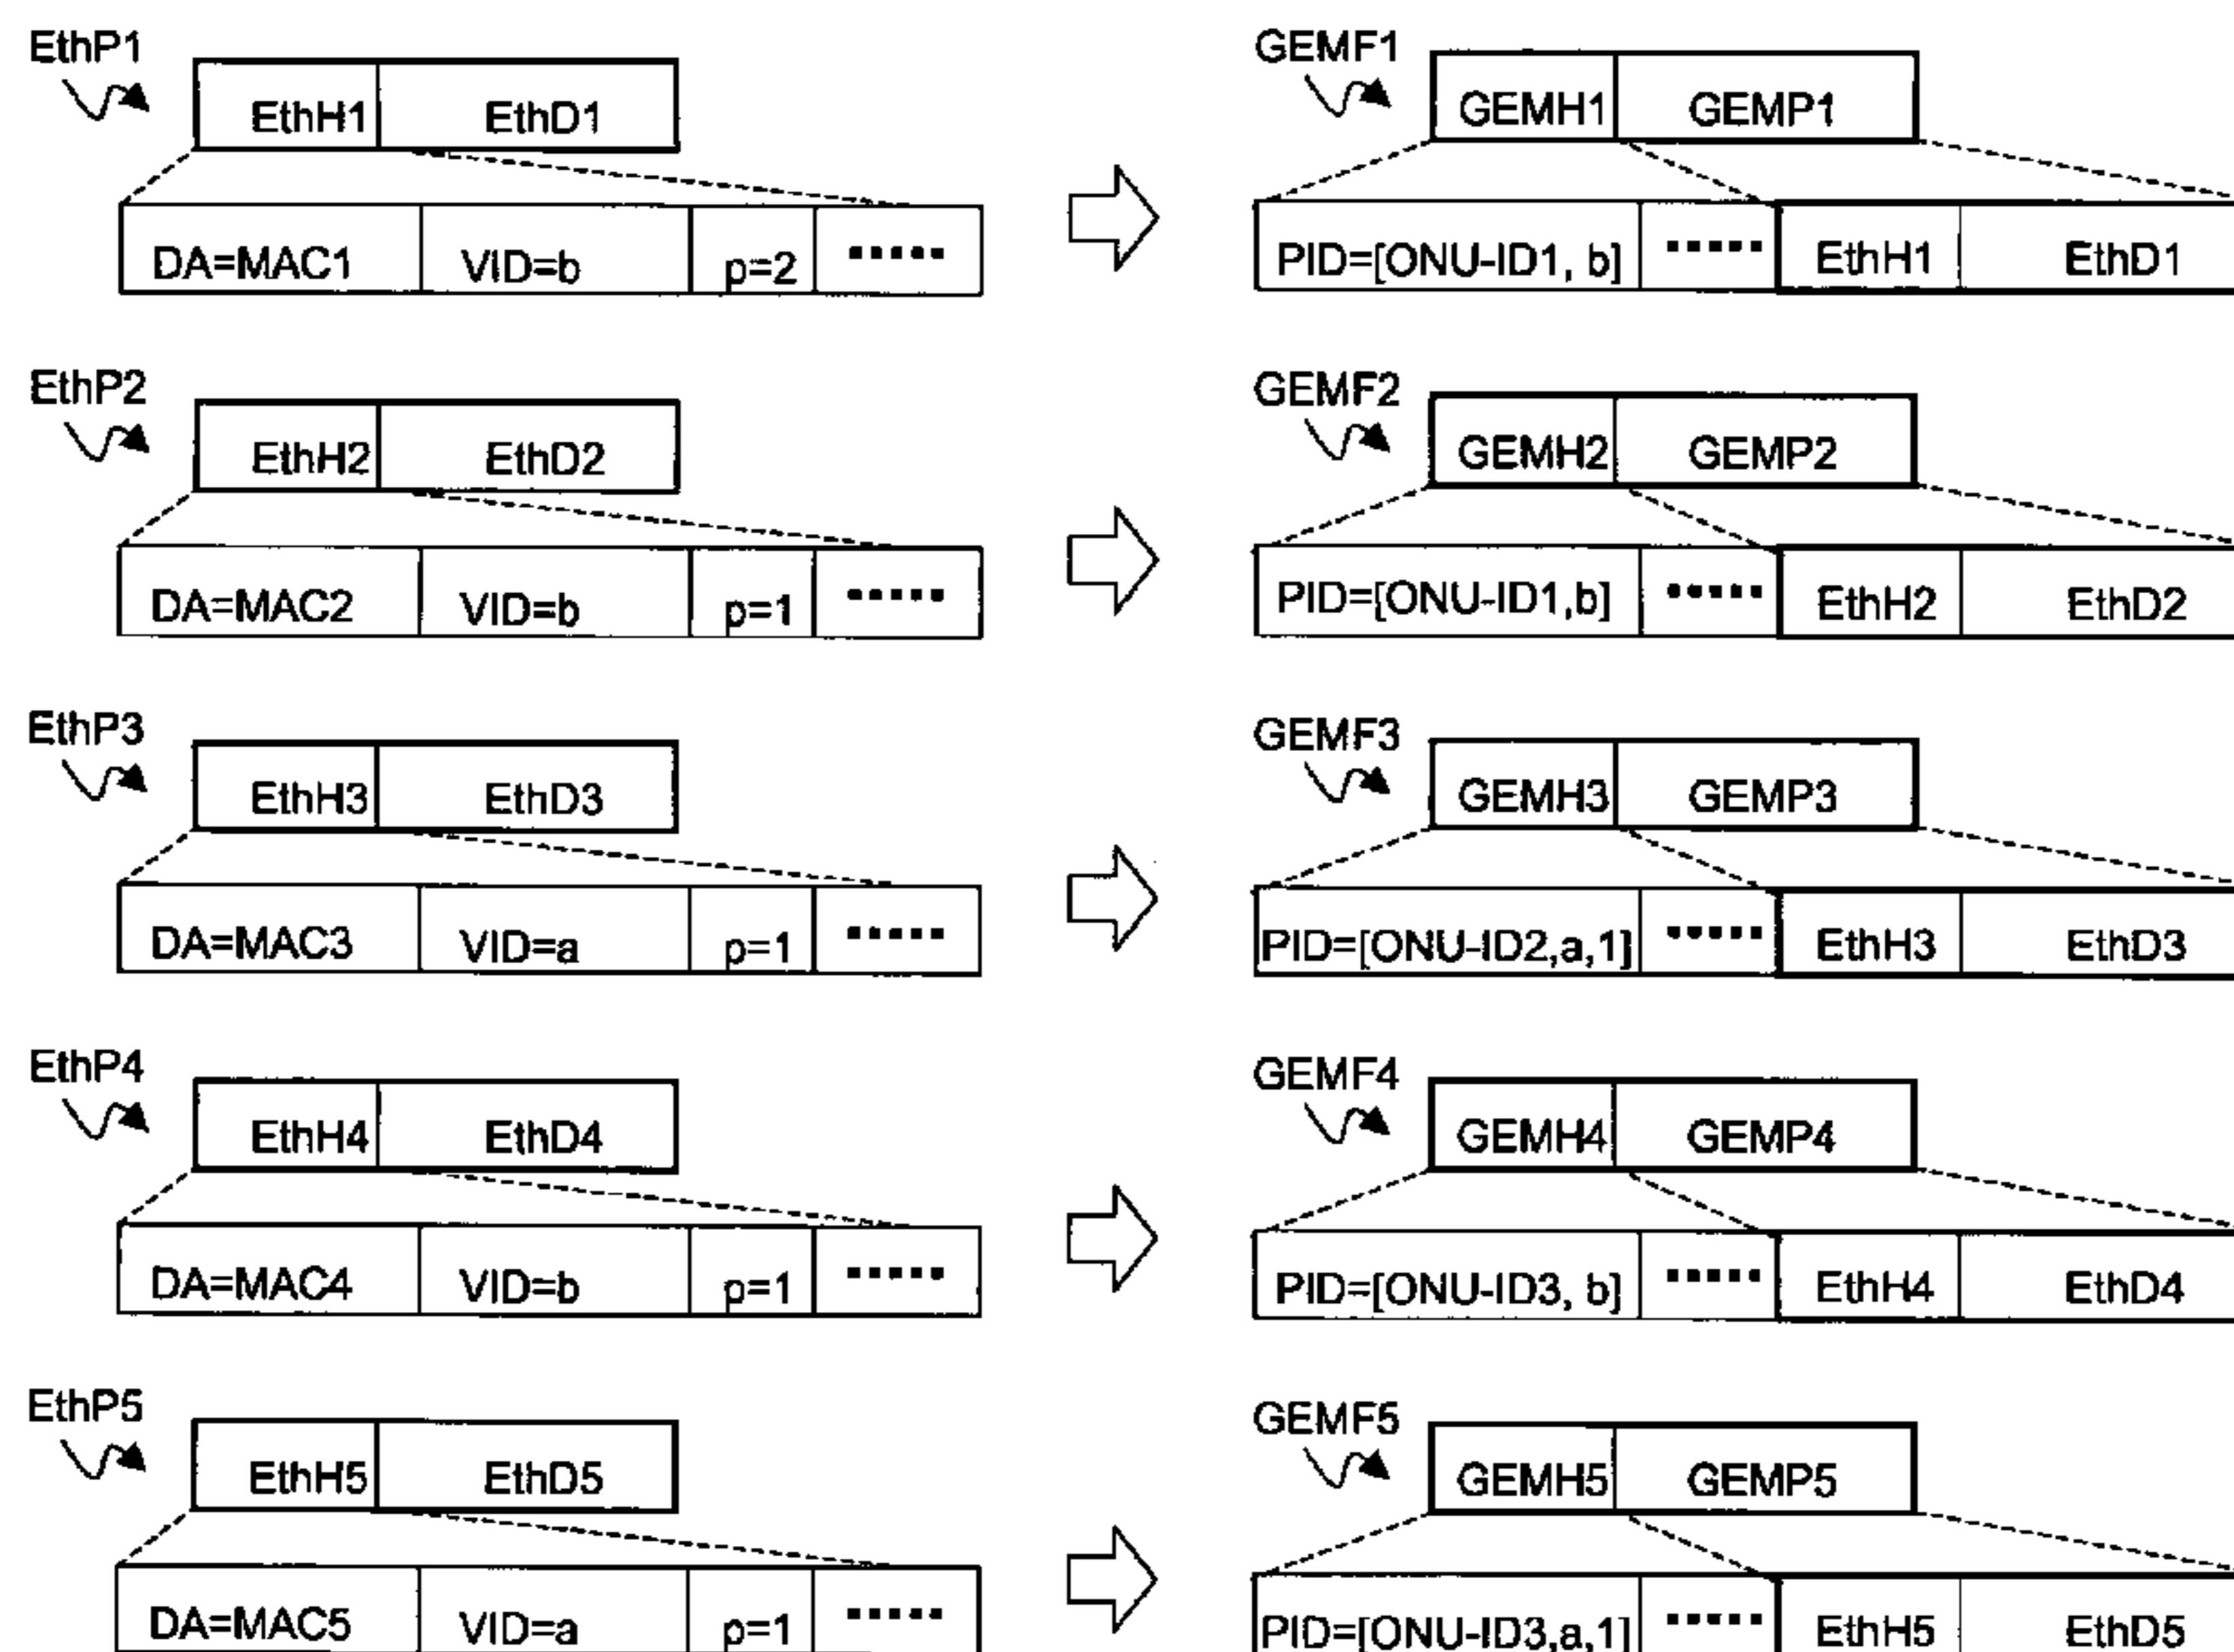 EthP1
EthH1 EthD1
DA=MAC1 VID=b p=2 .....
GEMF1
GEMH1 GEMP1
PID=[ONU-ID1, b] ..... EthH1 EthD1
EthP2
EthH2 EthD2
DA=MAC2 VID=b p=1 .....
GEMF2
GEMH2 GEMP2
PID=[ONU-ID1,b] ..... EthH2 EthD2
EthP3
EthH3 EthD3
DA=MAC3 VID=a p=1 .....
GEMF3
GEMH3 GEMP3
PID=[ONU-ID2,a,1] ..... EthH3 EthD3
EthP4
EthH4 EthD4
DA=MAC4 VID=b p=1 .....
GEMF4
GEMH4 GEMP4
PID=[ONU-ID3, b] ..... EthH4 EthD4
EthP5
EthH5 EthD5
DA=MAC5 VID=a p=1 .....
GEMF5
GEMH5 GEMP5
PID=[ONU-ID3,a,1] ..... EthH5 EthD5